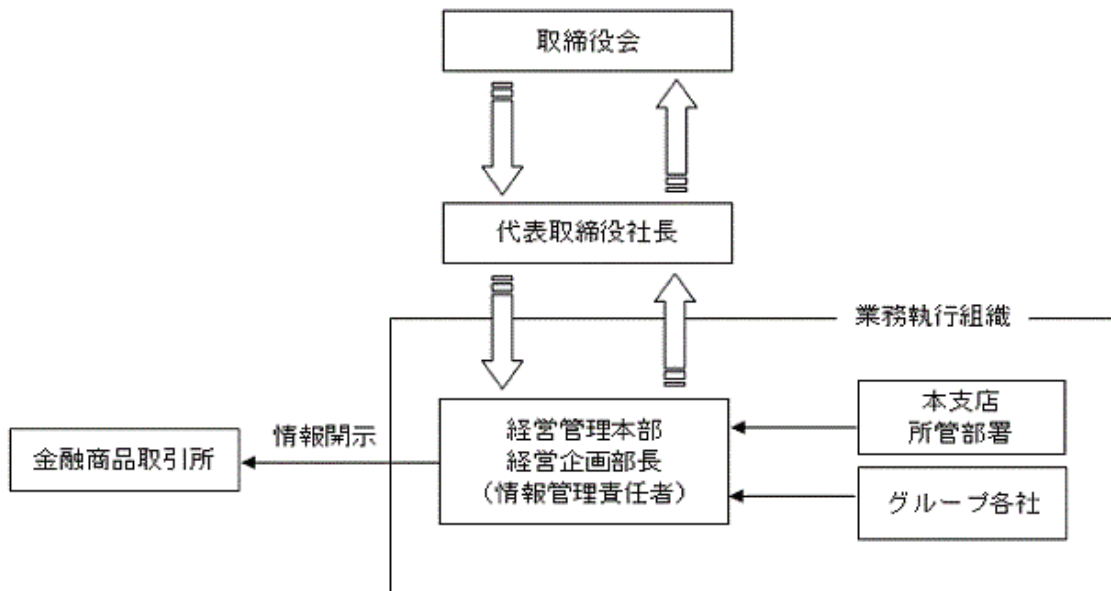 取締役会
代表取締役社長
業務執行組織
本支店
所管部署
経営管理本部
経営企画部長
（情報管理責任者）
情報開示
金融商品取引所
グループ各社